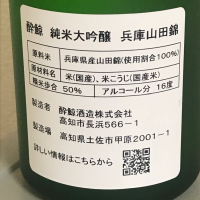 酔鯨 純米大吟醸 兵庫山田錦
原料米 兵庫県産山田錦(使用割合100%)
原材料名 米(国産)、米こうじ(国産米)
精米歩合 50% アルコール分 16度
製造者 酔鯨酒造株式会社
高知市長浜566-1
製造場 高知県土佐市甲原2001-1
詳しい情報はこちらから